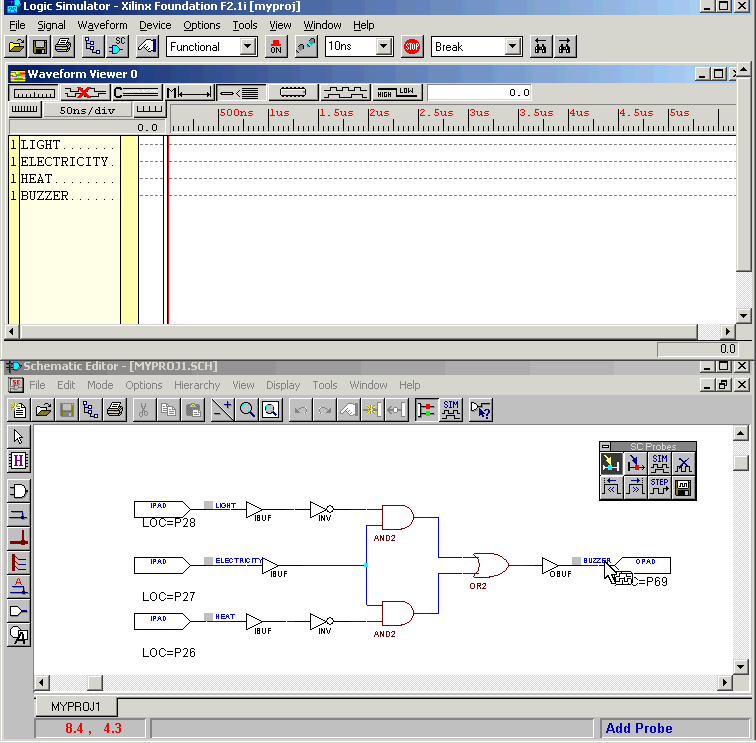 Logic Simulator - Xilinx Foundation F2.1i [myproj]
File Signal Waveform Device Options Tools View Window Help
SC Functional ON 10ns STOP Break
Waveform Viewer 0
M HIGH LOW 0.0
50ns/div 500ns 1us 1.5us 2us 2.5us 3us 3.5us 4us 4.5us 5us
0.0
1 LIGHT.......
1 ELECTRICITY.
1 HEAT........
1 BUZZER......
0.0
Schematic Editor - [MYPROJ1.SCH]
File Edit Mode Options Hierarchy View Display Tools Window Help
SIM
H
A
A
SC Probes
SIM
STEP
IPAD LIGHT IBUF INV
LOC=P28
AND2
IPAD ELECTRICITY IBUF OR2 OBUF BUZZER OPAD
LOC=P27
C=P69
IPAD HEAT IBUF INV
AND2
LOC=P26
MYPROJ1
8.4 , 4.3 Add Probe